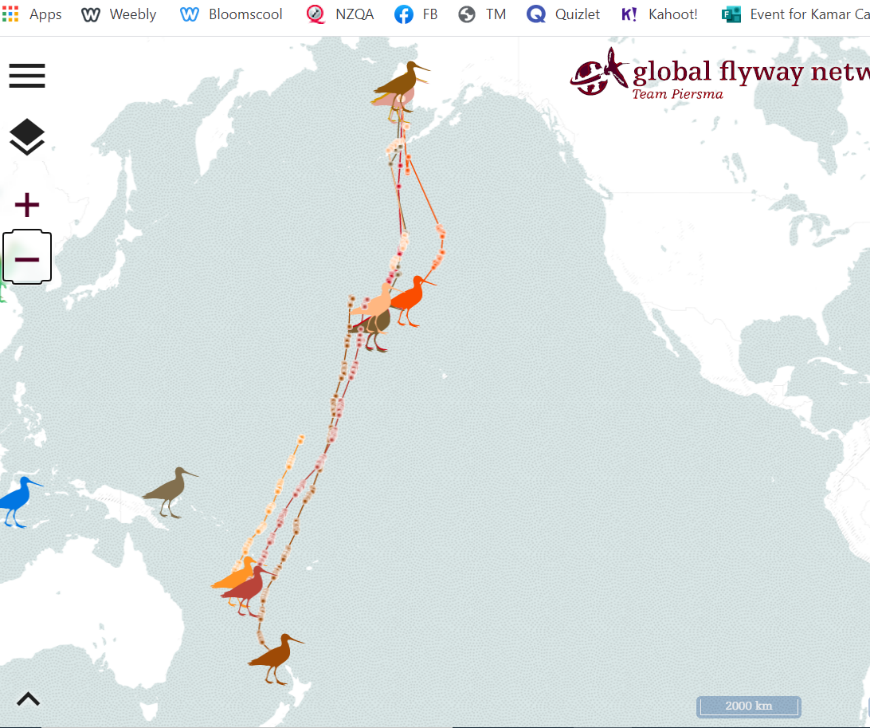 Apps Weebly Bloomscool NZQA FB TM Quizlet Kahoot! Event for Kamar Ca
global flyway netw
Team Piersma
2000 km